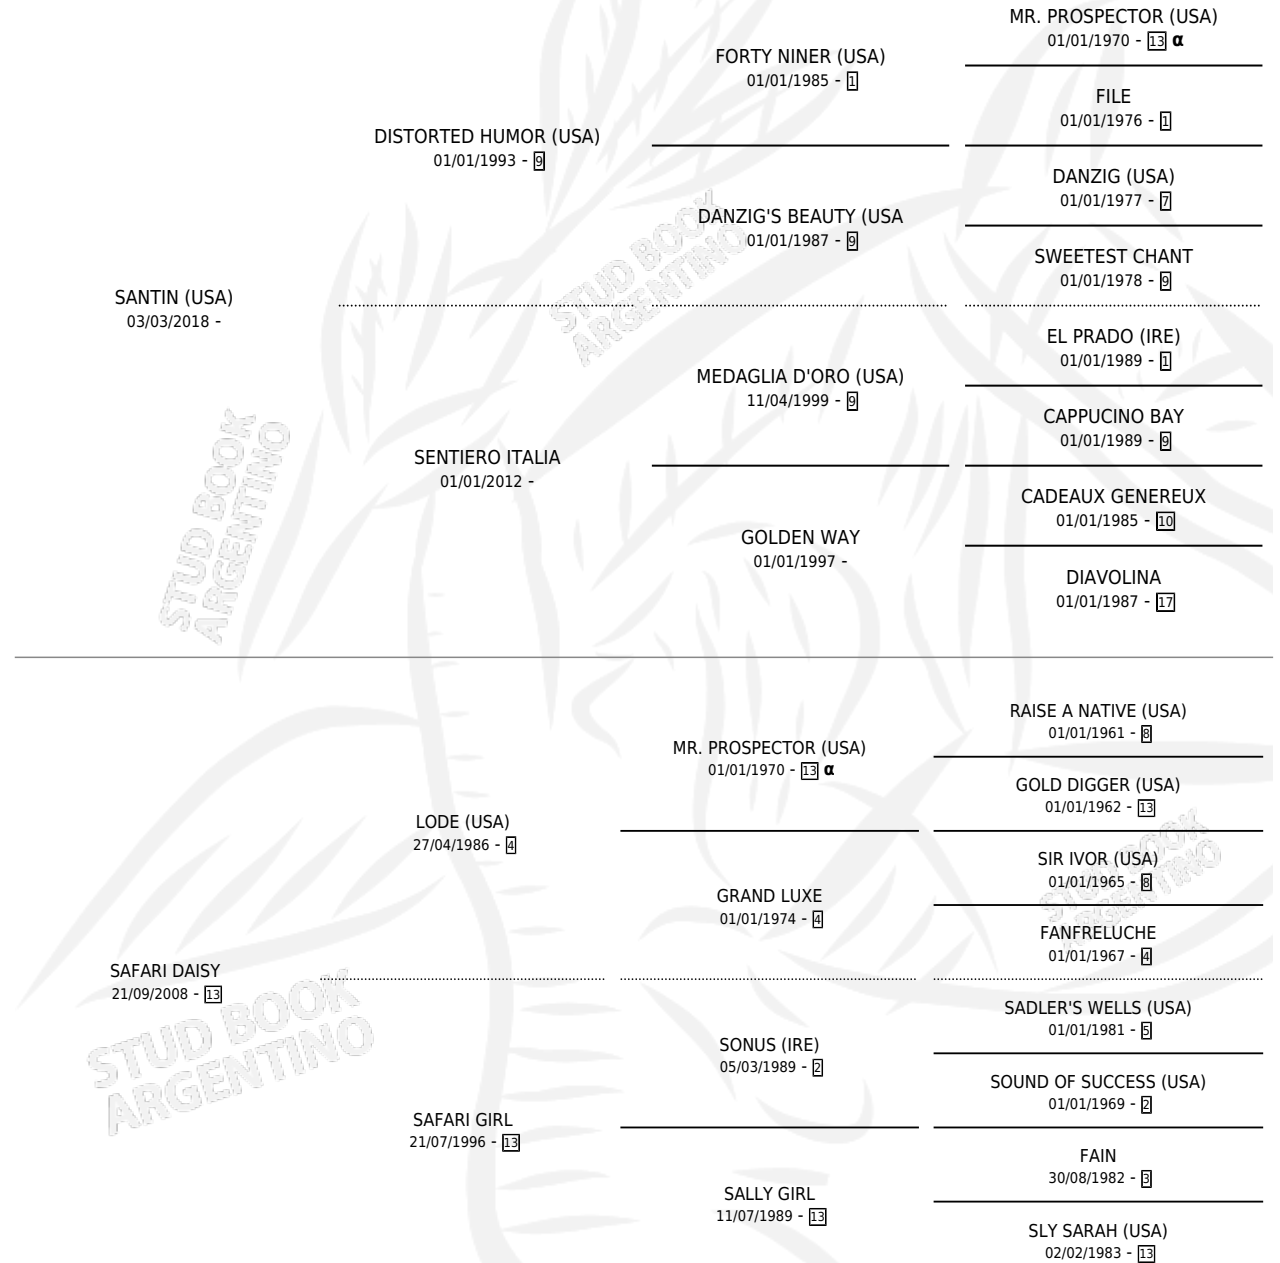 MR. PROSPECTOR (USA)
01/01/1970 - 13 α
FORTY NINER (USA)
01/01/1985 - 1
FILE
01/01/1976 - 1
DISTORTED HUMOR (USA)
01/01/1993 - 9
DANZIG (USA)
01/01/1977 - 7
DANZIG'S BEAUTY (USA
01/01/1987 - 9
SWEETEST CHANT
01/01/1978 - 9
SANTIN (USA)
03/03/2018 -
EL PRADO (IRE)
01/01/1989 - 1
MEDAGLIA D'ORO (USA)
11/04/1999 - 9
CAPPUCINO BAY
01/01/1989 - 9
SENTIERO ITALIA
01/01/2012 -
CADEAUX GENEREUX
01/01/1985 - 10
GOLDEN WAY
01/01/1997 -
DIAVOLINA
01/01/1987 - 17
RAISE A NATIVE (USA)
01/01/1961 - 8
MR. PROSPECTOR (USA)
01/01/1970 - 13 α
GOLD DIGGER (USA)
01/01/1962 - 13
LODE (USA)
27/04/1986 - 4
SIR IVOR (USA)
01/01/1965 - 8
GRAND LUXE
01/01/1974 - 4
FANFRELUCHE
01/01/1967 - 4
SAFARI DAISY
21/09/2008 - 13
SADLER'S WELLS (USA)
01/01/1981 - 5
SONUS (IRE)
05/03/1989 - 2
SOUND OF SUCCESS (USA)
01/01/1969 - 2
SAFARI GIRL
21/07/1996 - 13
FAIN
30/08/1982 - 3
SALLY GIRL
11/07/1989 - 13
SLY SARAH (USA)
02/02/1983 - 13
STUD BOOK
ARGENTINO
STUD BOOK
ARGENTINO
STUD BOOK
ARGENTINO
STUD BOOK
ARGENTINO